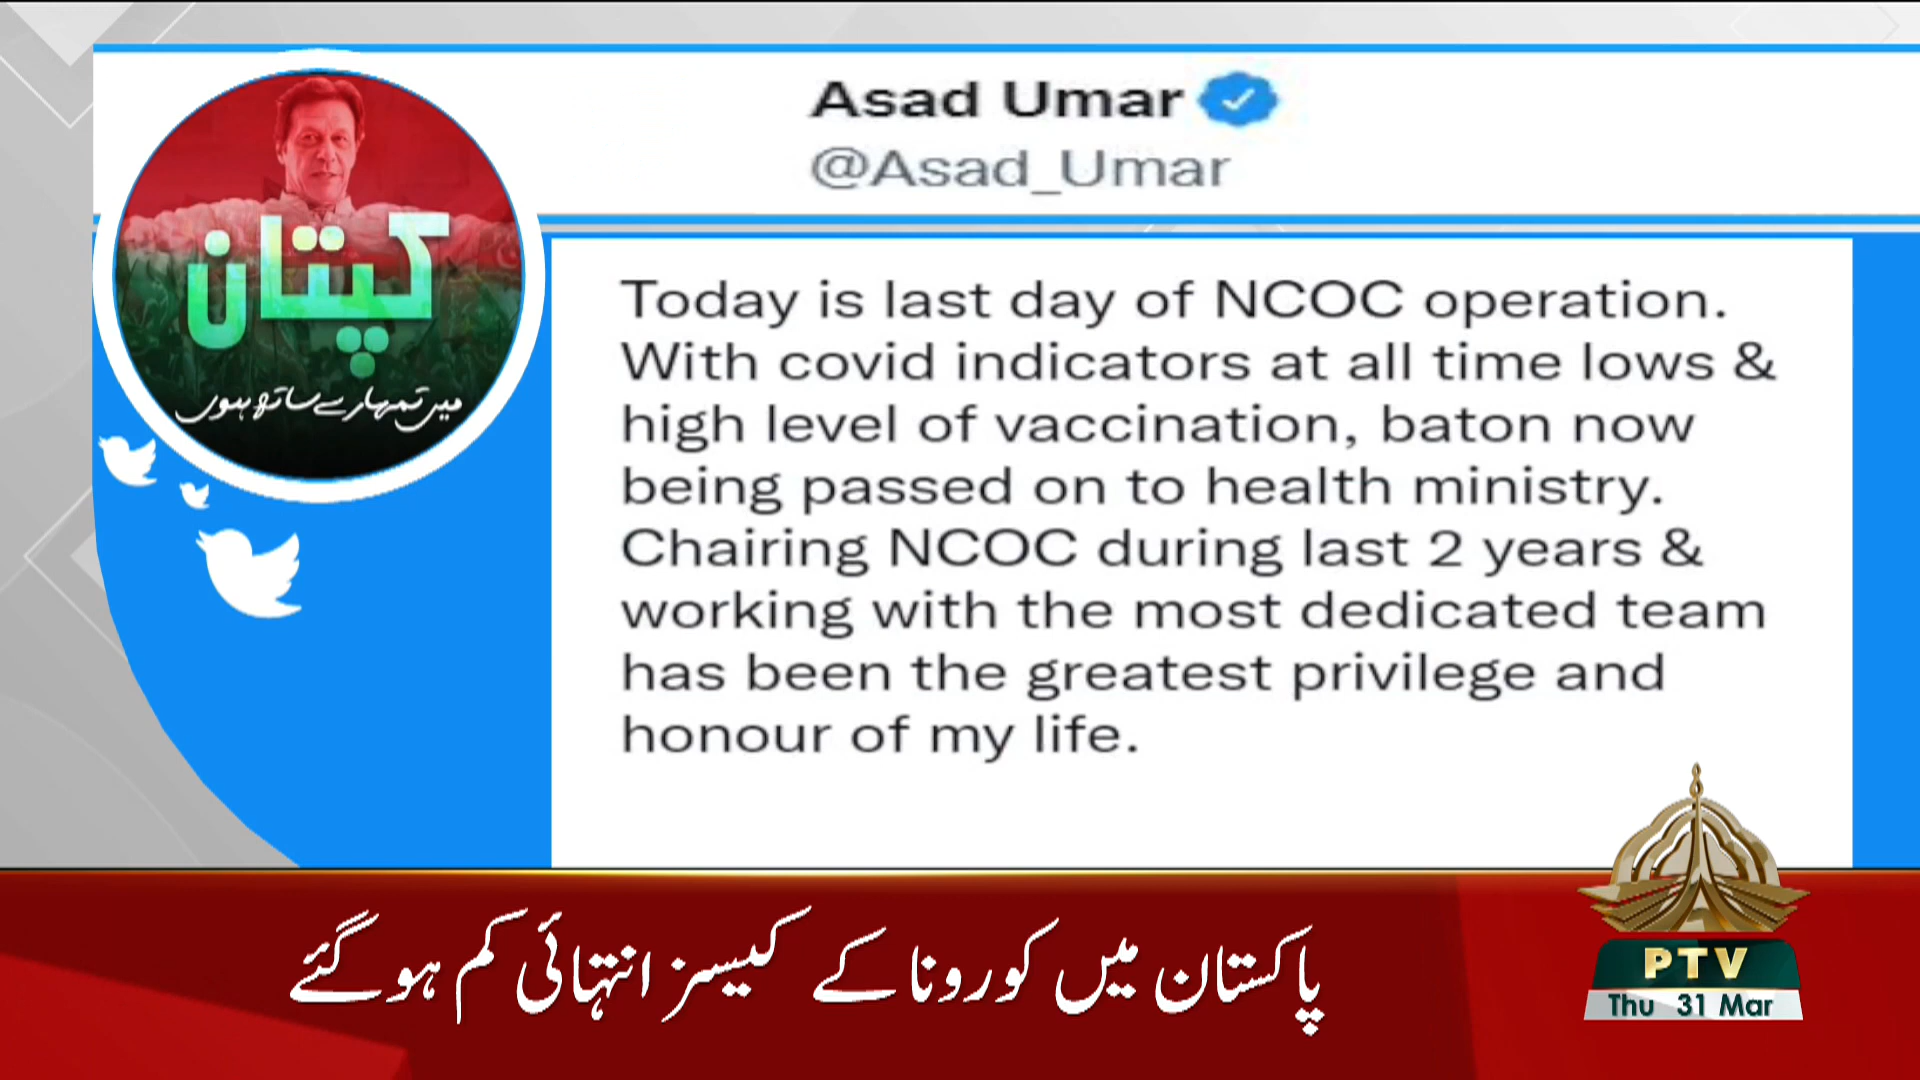 Asad Umar
@Asad_Umar
کپتان
میں تمہارے ساتھ ہوں
Today is last day of NCOC operation.
With covid indicators at all time lows &
high level of vaccination, baton now
being passed on to health ministry.
Chairing NCOC during last 2 years &
working with the most dedicated team
has been the greatest privilege and
honour of my life.
پاکستان میں کورونا کے کیسز انتہائی کم ہو گئے
PTV
Thu 31 Mar